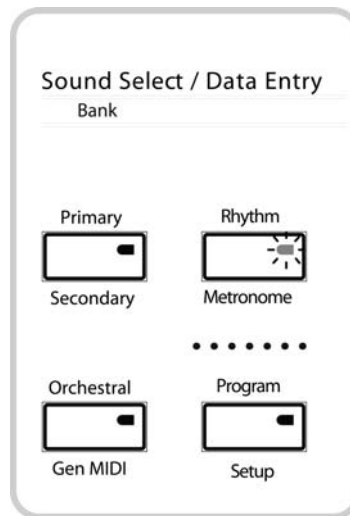 Sound Select / Data Entry
Bank
Primary Rhythm
Secondary Metronome
Orchestral Program
Gen MIDI Setup